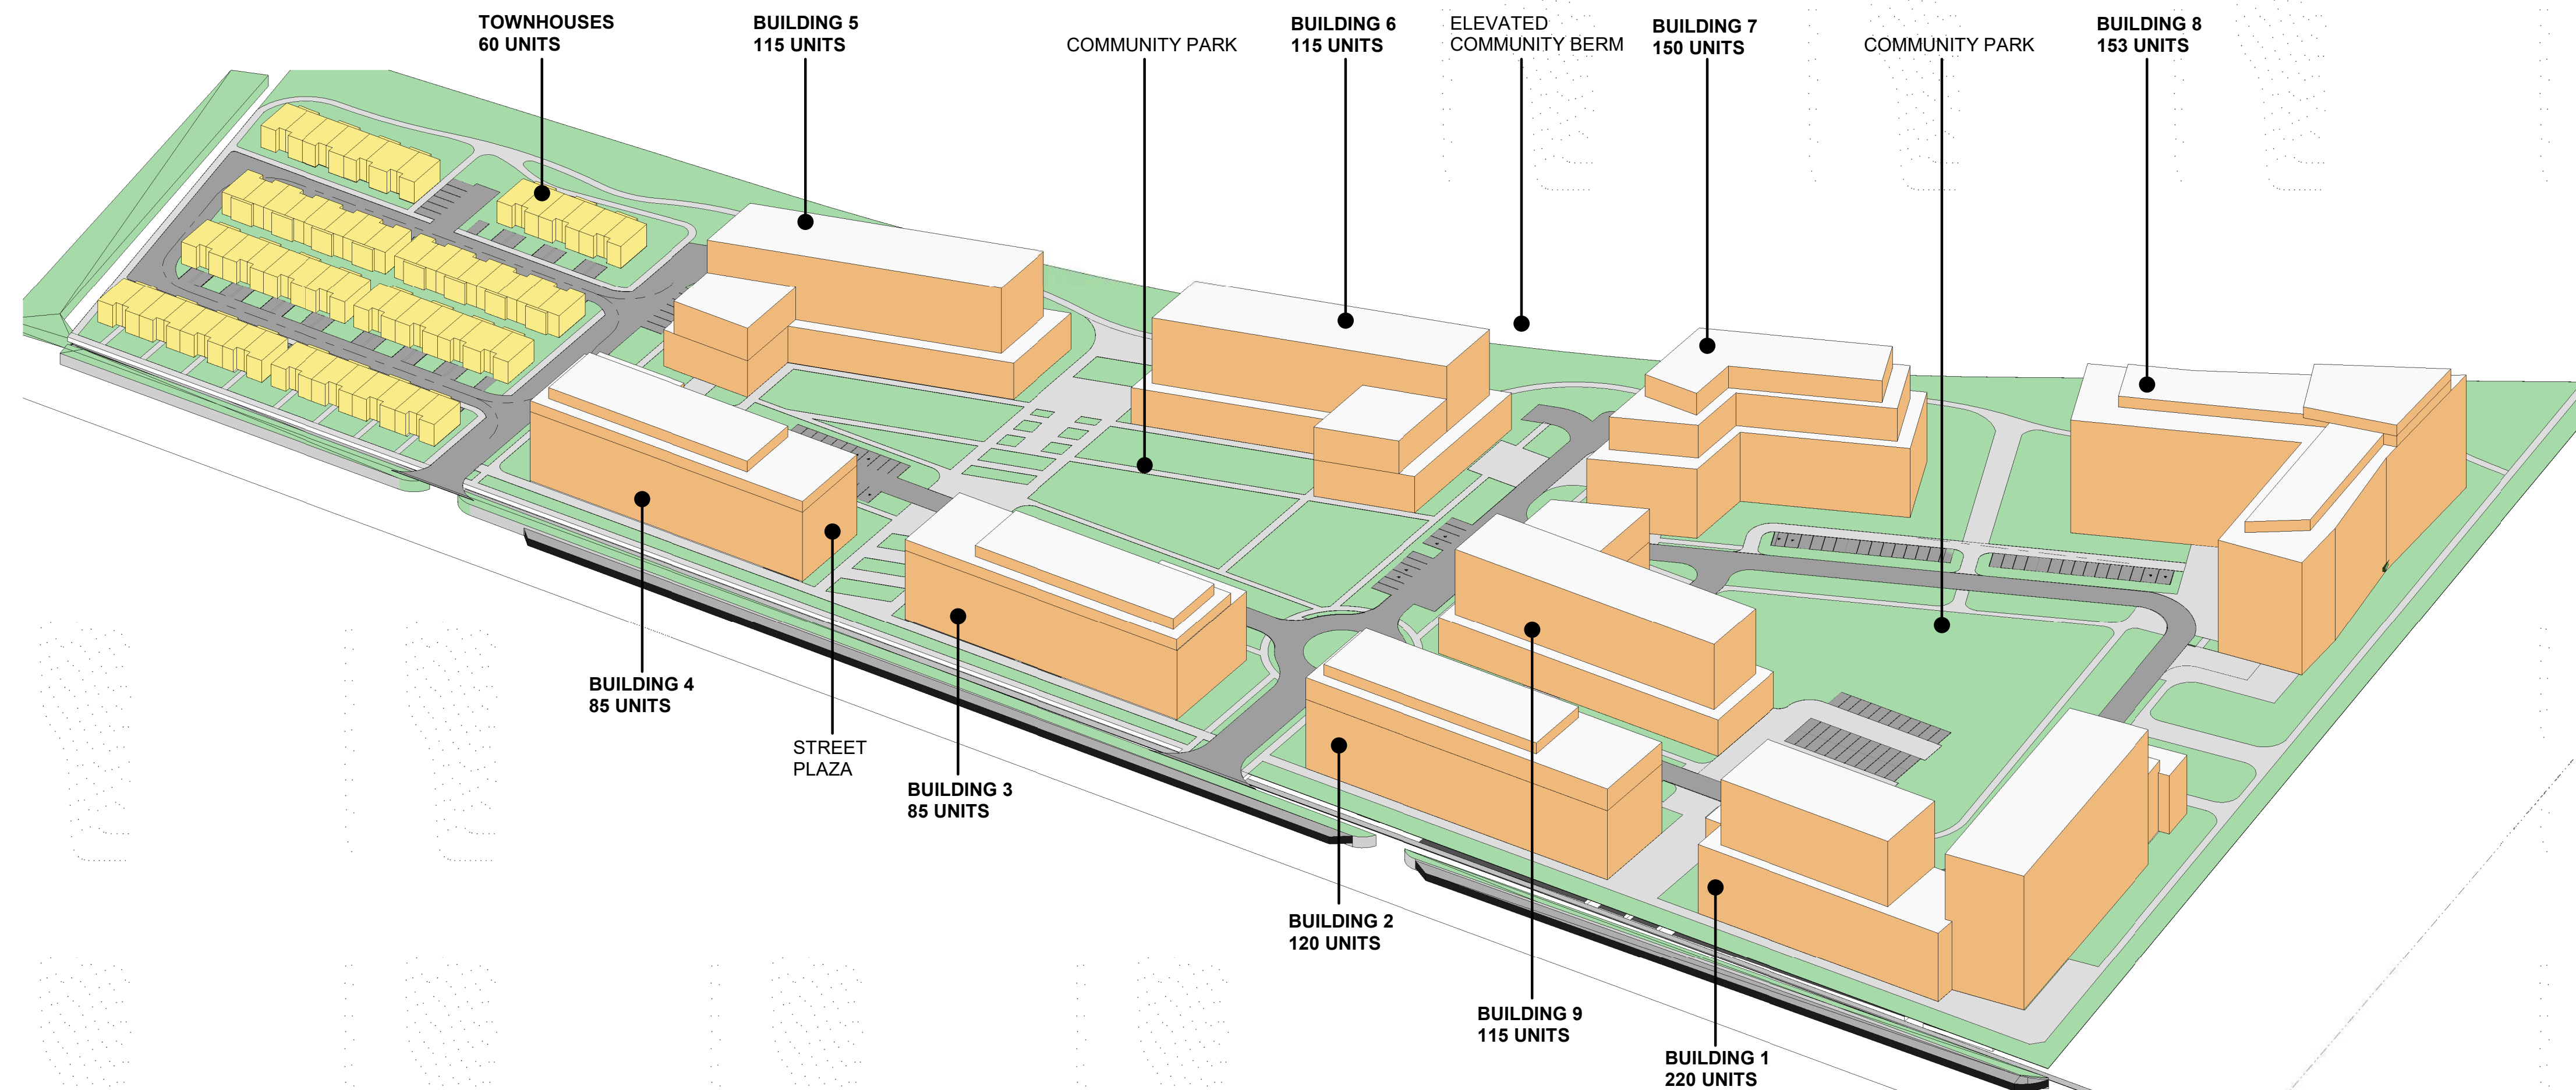 TOWNHOUSES
60 UNITS
BUILDING 5
115 UNITS
COMMUNITY PARK
BUILDING 6
115 UNITS
ELEVATED
COMMUNITY BERM
BUILDING 7
150 UNITS
COMMUNITY PARK
BUILDING 8
153 UNITS
BUILDING 4
85 UNITS
STREET
PLAZA
BUILDING 3
85 UNITS
BUILDING 2
120 UNITS
BUILDING 9
115 UNITS
BUILDING 1
220 UNITS